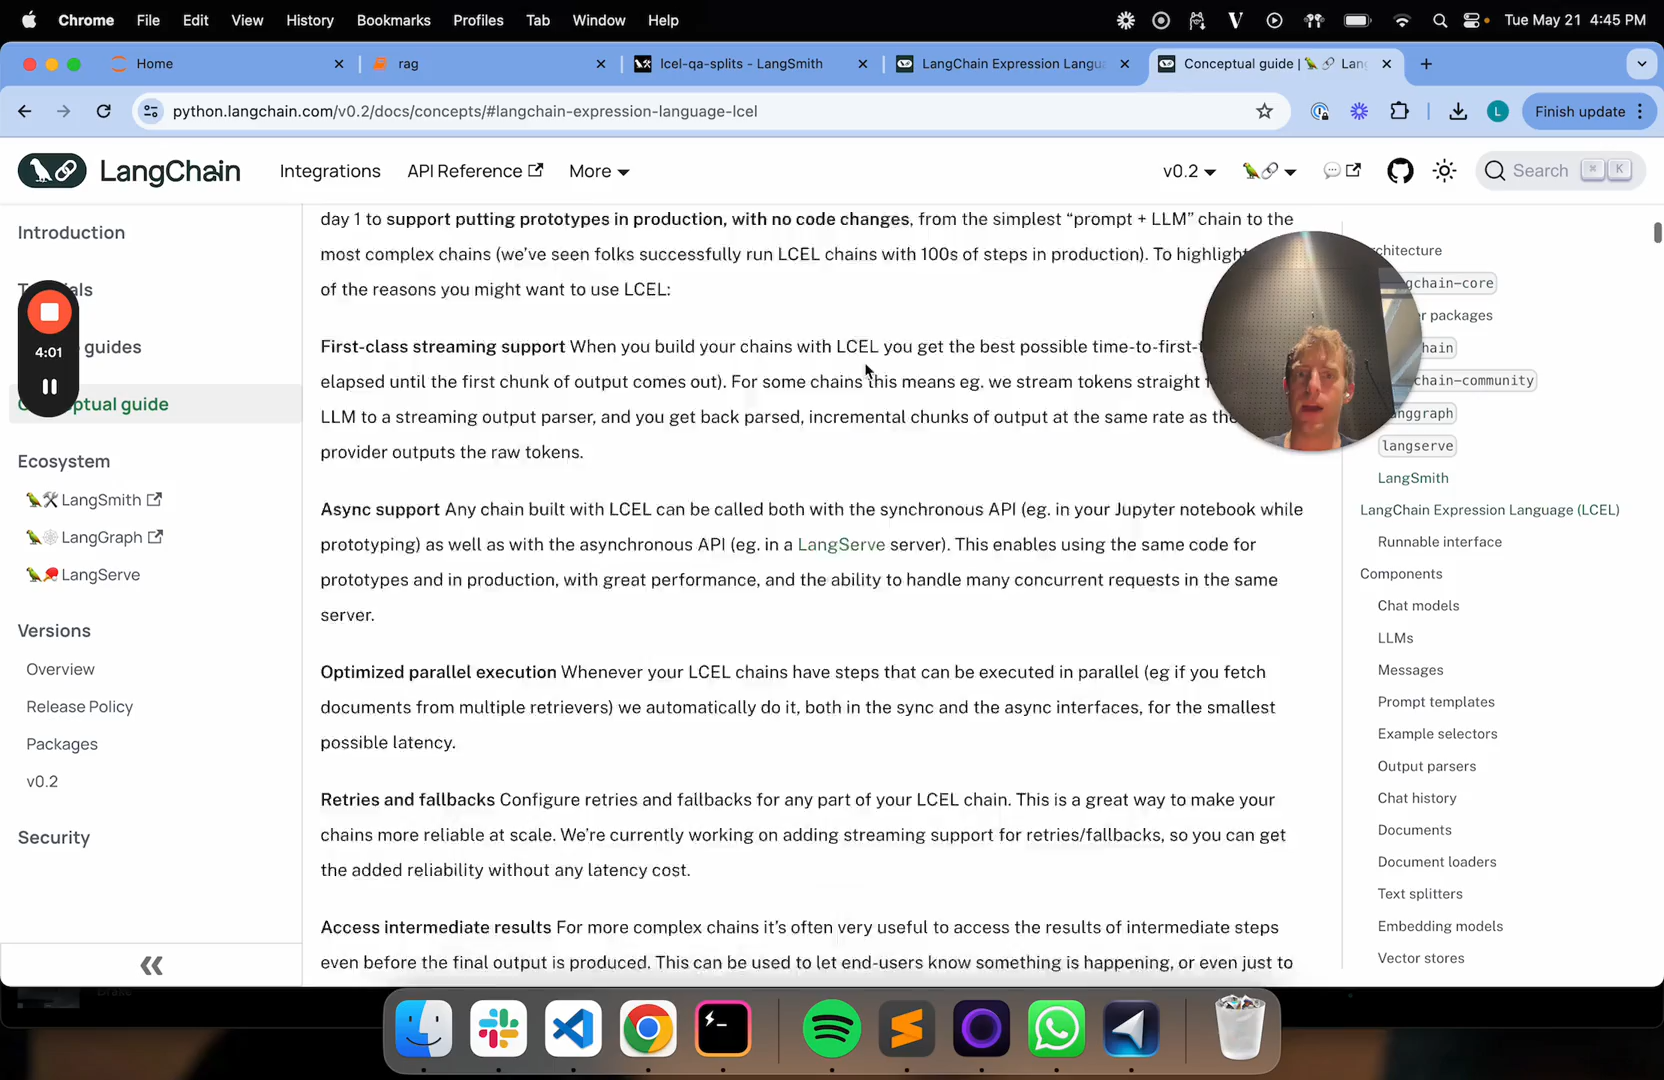 Chrome File Edit View History Bookmarks Profiles Tab Window Help Tue May 21 4:45 PM
Home rag lcel-qa-splits - LangSmith LangChain Expression Langu Conceptual guide | Lan
python.langchain.com/v0.2/docs/concepts/#langchain-expression-language-lcel L Finish update
LangChain Integrations API Reference More v0.2 Search ⌘ K
Introduction
guides
ptual guide
Ecosystem
LangSmith
LangGraph
LangServe
Versions
Overview
Release Policy
Packages
v0.2
Security
4:01
day 1 to support putting prototypes in production, with no code changes, from the simplest “prompt + LLM” chain to the
most complex chains (we’ve seen folks successfully run LCEL chains with 100s of steps in production). To highlight
of the reasons you might want to use LCEL:
First-class streaming support When you build your chains with LCEL you get the best possible time-to-first-t
elapsed until the first chunk of output comes out). For some chains this means eg. we stream tokens straight
LLM to a streaming output parser, and you get back parsed, incremental chunks of output at the same rate as the
provider outputs the raw tokens.
Async support Any chain built with LCEL can be called both with the synchronous API (eg. in your Jupyter notebook while
prototyping) as well as with the asynchronous API (eg. in a LangServe server). This enables using the same code for
prototypes and in production, with great performance, and the ability to handle many concurrent requests in the same
server.
Optimized parallel execution Whenever your LCEL chains have steps that can be executed in parallel (eg if you fetch
documents from multiple retrievers) we automatically do it, both in the sync and the async interfaces, for the smallest
possible latency.
Retries and fallbacks Configure retries and fallbacks for any part of your LCEL chain. This is a great way to make your
chains more reliable at scale. We’re currently working on adding streaming support for retries/fallbacks, so you can get
the added reliability without any latency cost.
Access intermediate results For more complex chains it’s often very useful to access the results of intermediate steps
even before the final output is produced. This can be used to let end-users know something is happening, or even just to
chitecture
gchain-core
r packages
hain
chain-community
anggraph
langserve
LangSmith
LangChain Expression Language (LCEL)
Runnable interface
Components
Chat models
LLMs
Messages
Prompt templates
Example selectors
Output parsers
Chat history
Documents
Document loaders
Text splitters
Embedding models
Vector stores